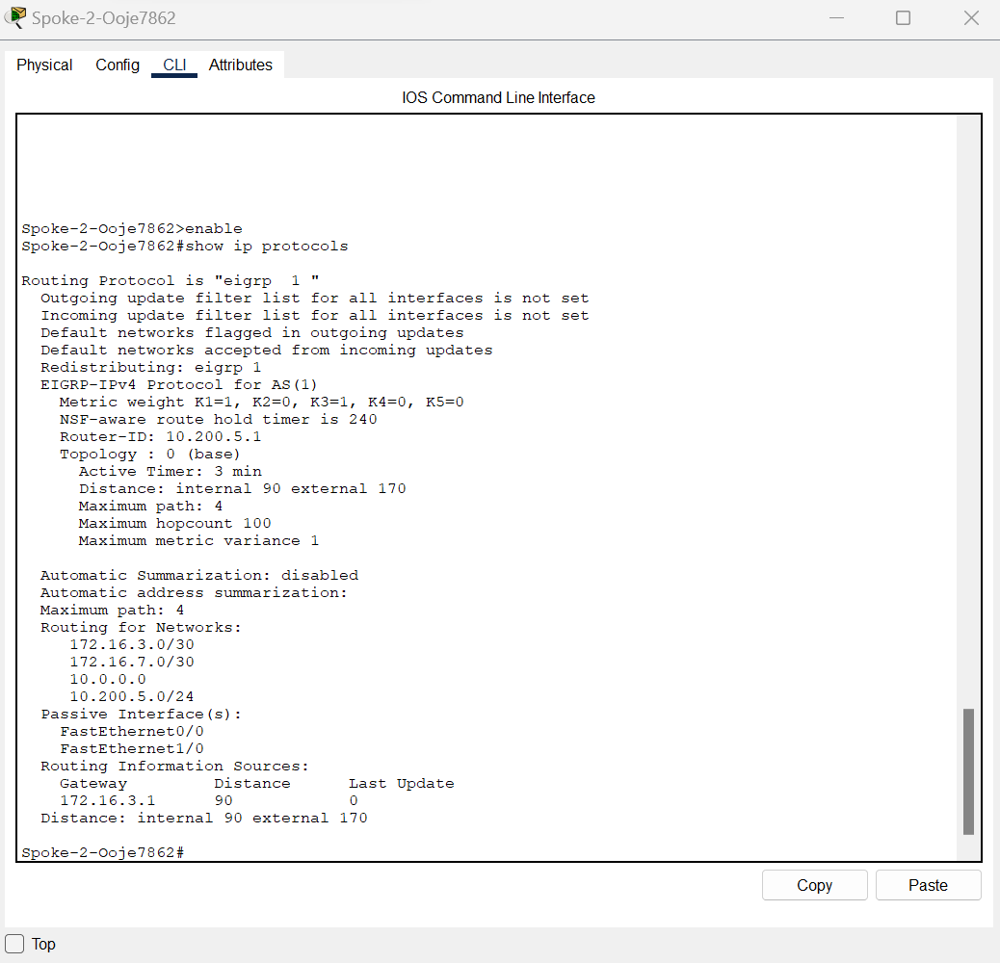 Spoke-2-Ooje7862
Physical Config CLI Attributes
IOS Command Line Interface
Spoke-2-Ooje7862>enable
Spoke-2-Ooje7862#show ip protocols
Routing Protocol is "eigrp  1 "
Outgoing update filter list for all interfaces is not set
Incoming update filter list for all interfaces is not set
Default networks flagged in outgoing updates
Default networks accepted from incoming updates
Redistributing: eigrp 1
EIGRP-IPv4 Protocol for AS(1)
Metric weight K1=1, K2=0, K3=1, K4=0, K5=0
NSF-aware route hold timer is 240
Router-ID: 10.200.5.1
Topology : 0 (base)
Active Timer: 3 min
Distance: internal 90 external 170
Maximum path: 4
Maximum hopcount 100
Maximum metric variance 1
Automatic Summarization: disabled
Automatic address summarization:
Maximum path: 4
Routing for Networks:
172.16.3.0/30
172.16.7.0/30
10.0.0.0
10.200.5.0/24
Passive Interface(s):
FastEthernet0/0
FastEthernet1/0
Routing Information Sources:
Gateway Distance Last Update
172.16.3.1 90 0
Distance: internal 90 external 170
Spoke-2-Ooje7862#
Copy Paste
Top